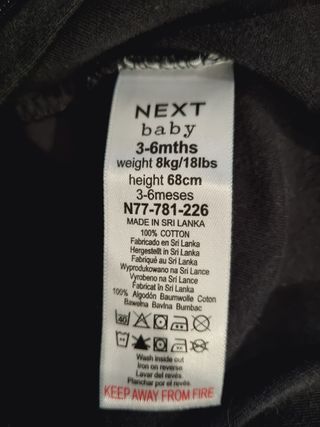 NEXT
baby
3-6mths
weight 8kg/18lbs
height 68cm
3-6meses
N77-781-226
MADE IN SRI LANKA
100% COTTON
Fabricado en Sri Lanka
Hergestellt in Sri Lanka
Fabriqué au Sri Lanka
Wyprodukowano na Sri Lance
Vyrobeno na Sri Lance
Fabricat în Sri Lanka
100% Algodón Baumwolle Coton
Bawełna Bavlna Bumbac
40
Wash inside out
Iron on reverse
Lavar del revés.
Planchar por el revés.
KEEP AWAY FROM FIRE